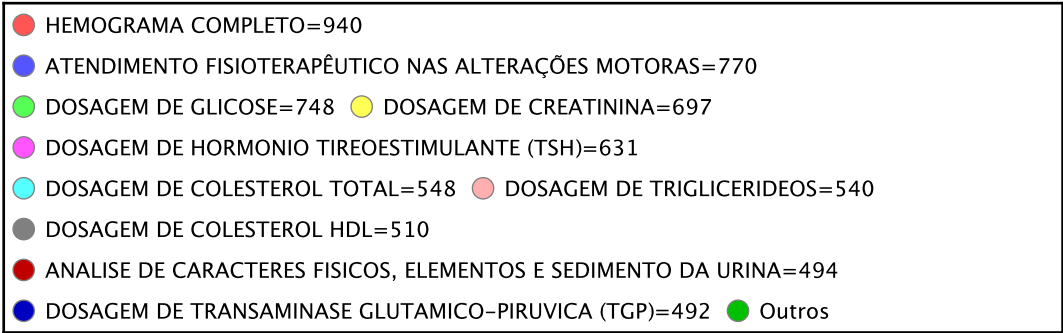 HEMOGRAMA COMPLETO=940
ATENDIMENTO FISIOTERAPÊUTICO NAS ALTERAÇÕES MOTORAS=770
DOSAGEM DE GLICOSE=748 DOSAGEM DE CREATININA=697
DOSAGEM DE HORMONIO TIREOESTIMULANTE (TSH)=631
DOSAGEM DE COLESTEROL TOTAL=548 DOSAGEM DE TRIGLICERIDEOS=540
DOSAGEM DE COLESTEROL HDL=510
ANALISE DE CARACTERES FISICOS, ELEMENTOS E SEDIMENTO DA URINA=494
DOSAGEM DE TRANSAMINASE GLUTAMICO-PIRUVICA (TGP)=492 Outros